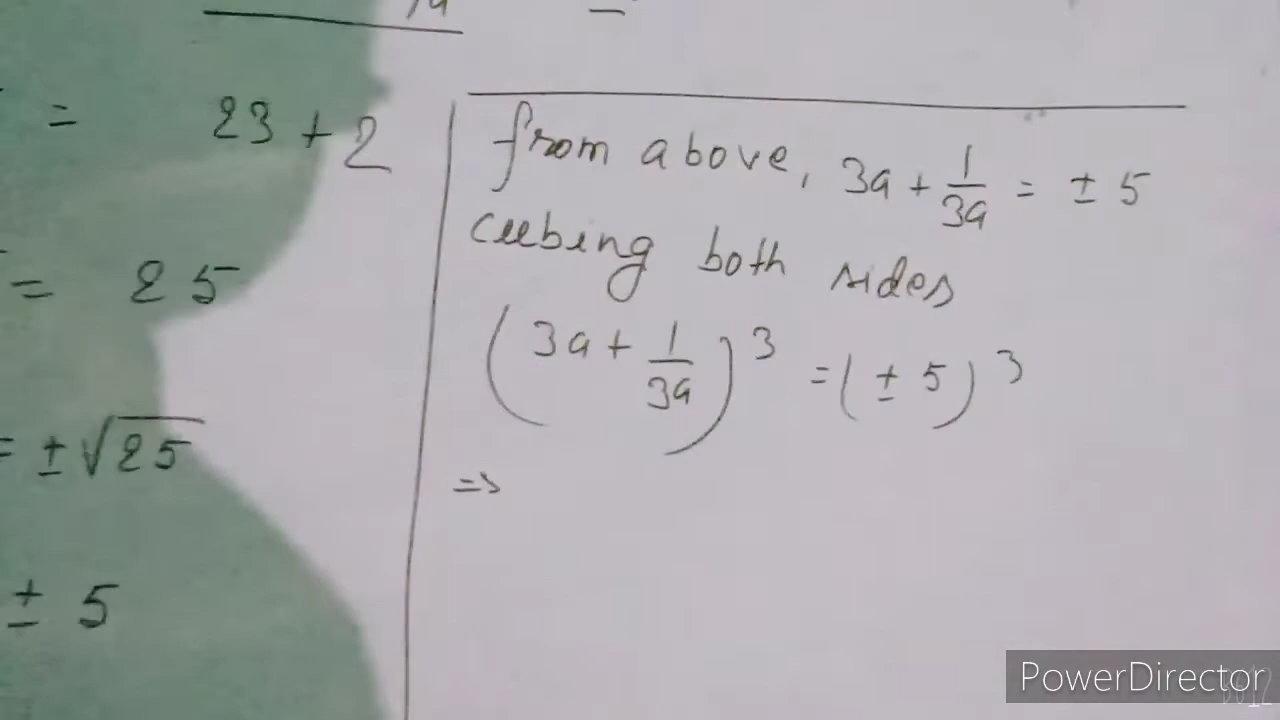 = 23 + 2
= 25
= ±√25
± 5
from above, 3a + 1/3a = ± 5
cubing both sides
(3a + 1/3a)^3 = (± 5)^3
=>
PowerDirector